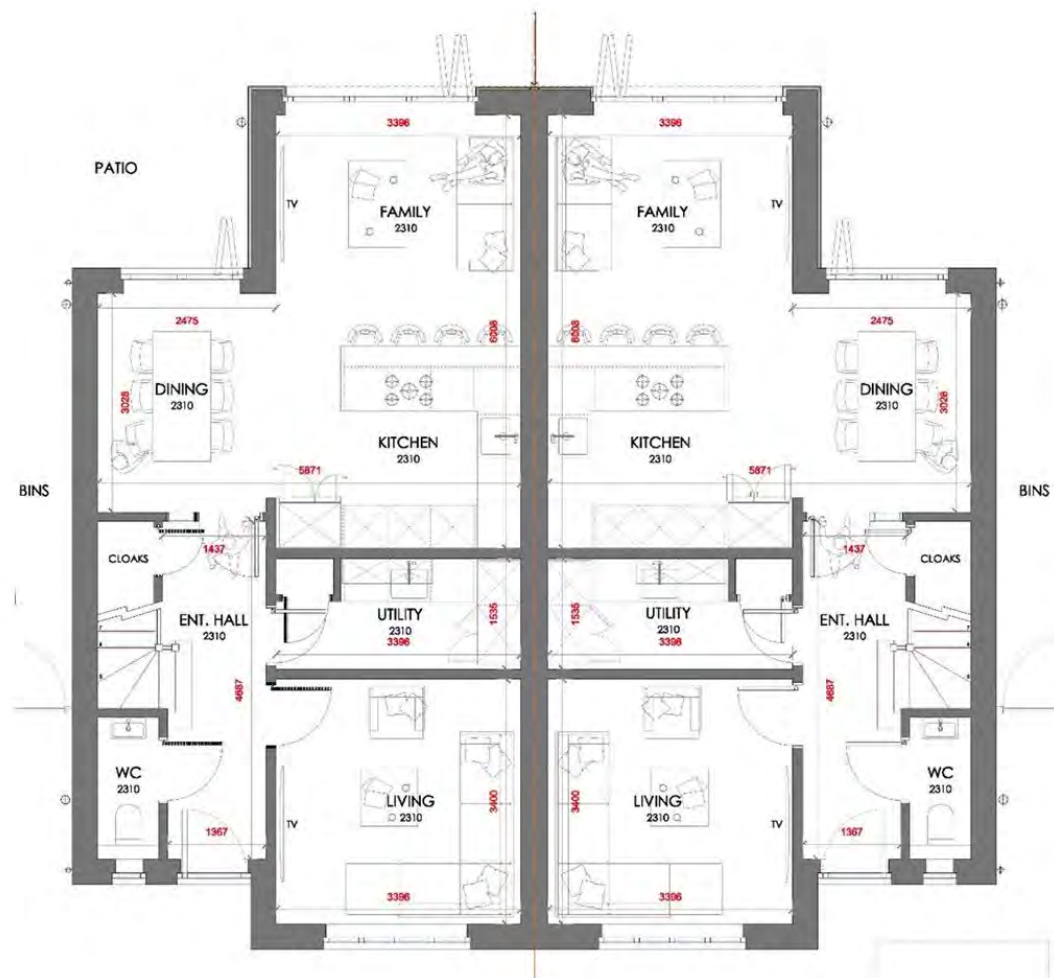 3396
3396
PATIO
TV
FAMILY
2310
FAMILY
2310
TV
2475
6008
6008
2475
3028
DINING
2310
DINING
2310
3028
KITCHEN
2310
KITCHEN
2310
5871
5871
BINS
BINS
1437
1437
CLOAKS
CLOAKS
ENT. HALL
2310
UTILITY
2310
3396
1535
1535
UTILITY
2310
3396
ENT. HALL
2310
4687
4687
WC
2310
LIVING
2310
3400
3400
LIVING
2310
WC
2310
1367
TV
TV
1367
3396
3396